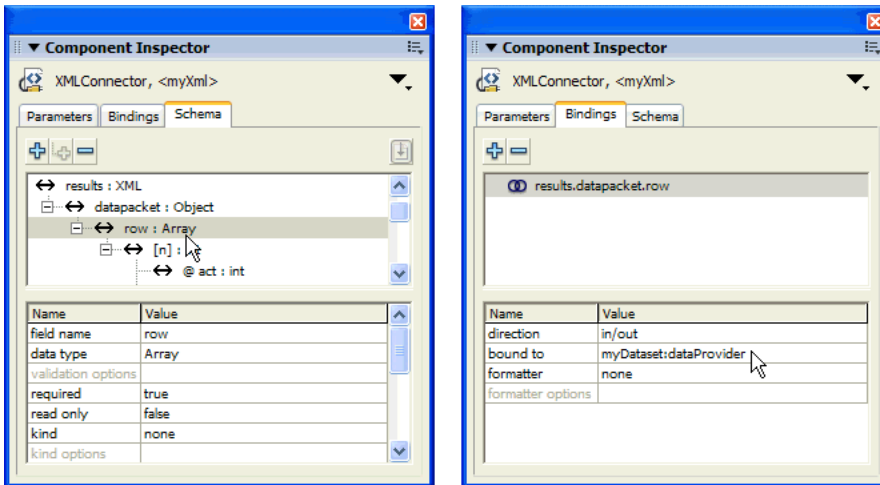 Component Inspector
XMLConnector, <myXml>
Parameters Bindings Schema
results : XML
datapacket : Object
row : Array
[n] :
@ act : int
Name Value
field name row
data type Array
validation options
required true
read only false
kind none
kind options
Component Inspector
XMLConnector, <myXml>
Parameters Bindings Schema
results.datapacket.row
Name Value
direction in/out
bound to myDataset:dataProvider
formatter none
formatter options